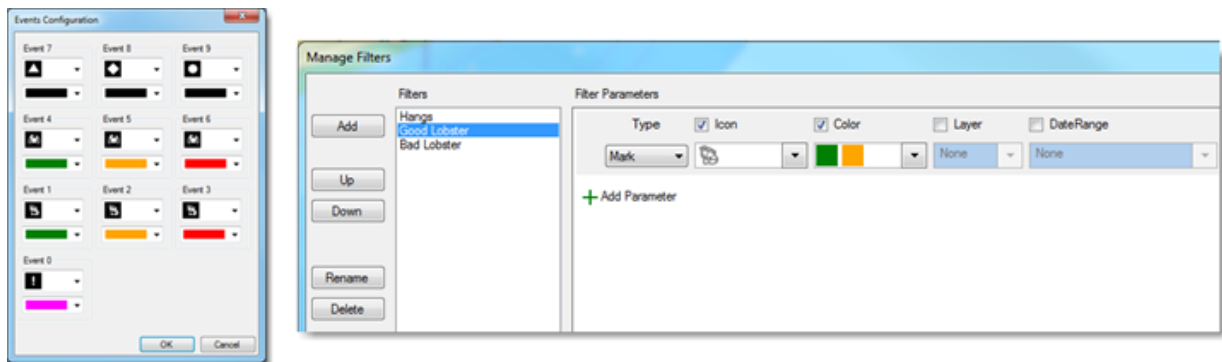 Events Configuration
Event 7 Event 8 Event 9
Event 4 Event 5 Event 6
Event 1 Event 2 Event 3
Event 0
OK Cancel
Manage Filters
Filters Filter Parameters
Add
Up
Down
Rename
Delete
Hangs
Good Lobster
Bad Lobster
Type Icon Color Layer DateRange
Mark None None
Add Parameter